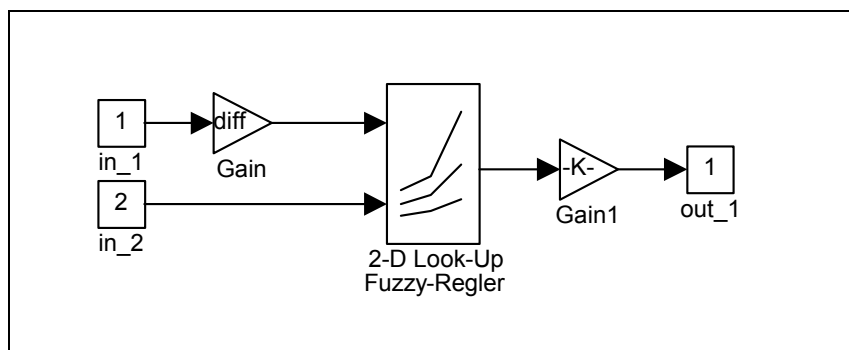 1
in_1
diff
Gain
2
in_2
2-D Look-Up
Fuzzy-Regler
-K-
Gain1
1
out_1